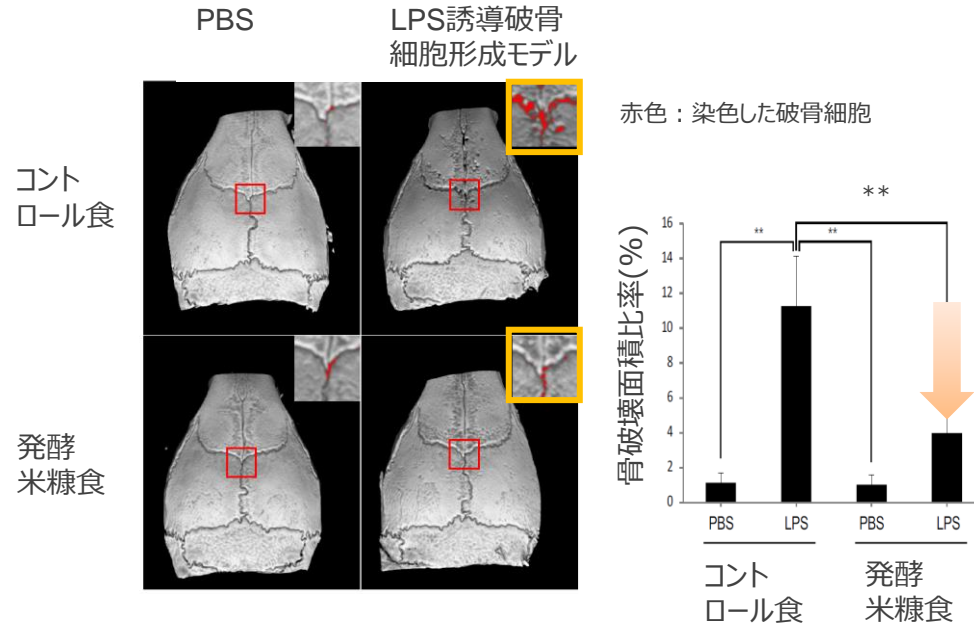 PBS
LPS誘導破骨
細胞形成モデル
コント
ロール食
発酵
米糠食
赤色：染色した破骨細胞
**
**
**
骨破壊面積比率(%)
16
14
12
10
8
6
4
2
0
PBS
LPS
PBS
LPS
コント
ロール食
発酵
米糠食